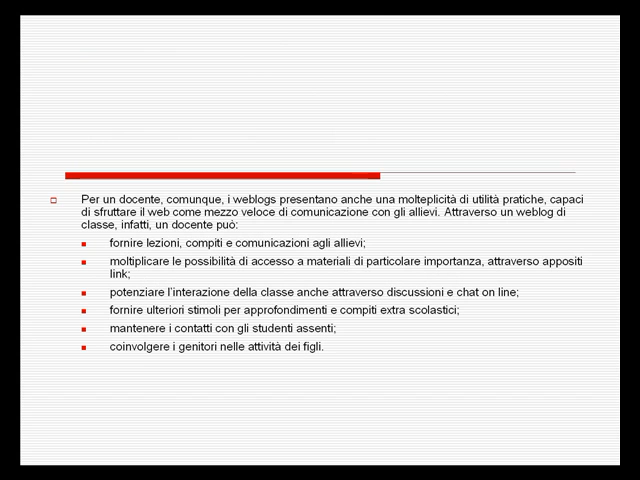 Per un docente, comunque, i weblogs presentano anche una molteplicità di utilità pratiche, capaci
di sfruttare il web come mezzo veloce di comunicazione con gli allievi. Attraverso un weblog di
classe, infatti, un docente può:
fornire lezioni, compiti e comunicazioni agli allievi;
moltiplicare le possibilità di accesso a materiali di particolare importanza, attraverso appositi
link;
potenziare l'interazione della classe anche attraverso discussioni e chat on line;
fornire ulteriori stimoli per approfondimenti e compiti extra scolastici;
mantenere i contatti con gli studenti assenti;
coinvolgere i genitori nelle attività dei figli.